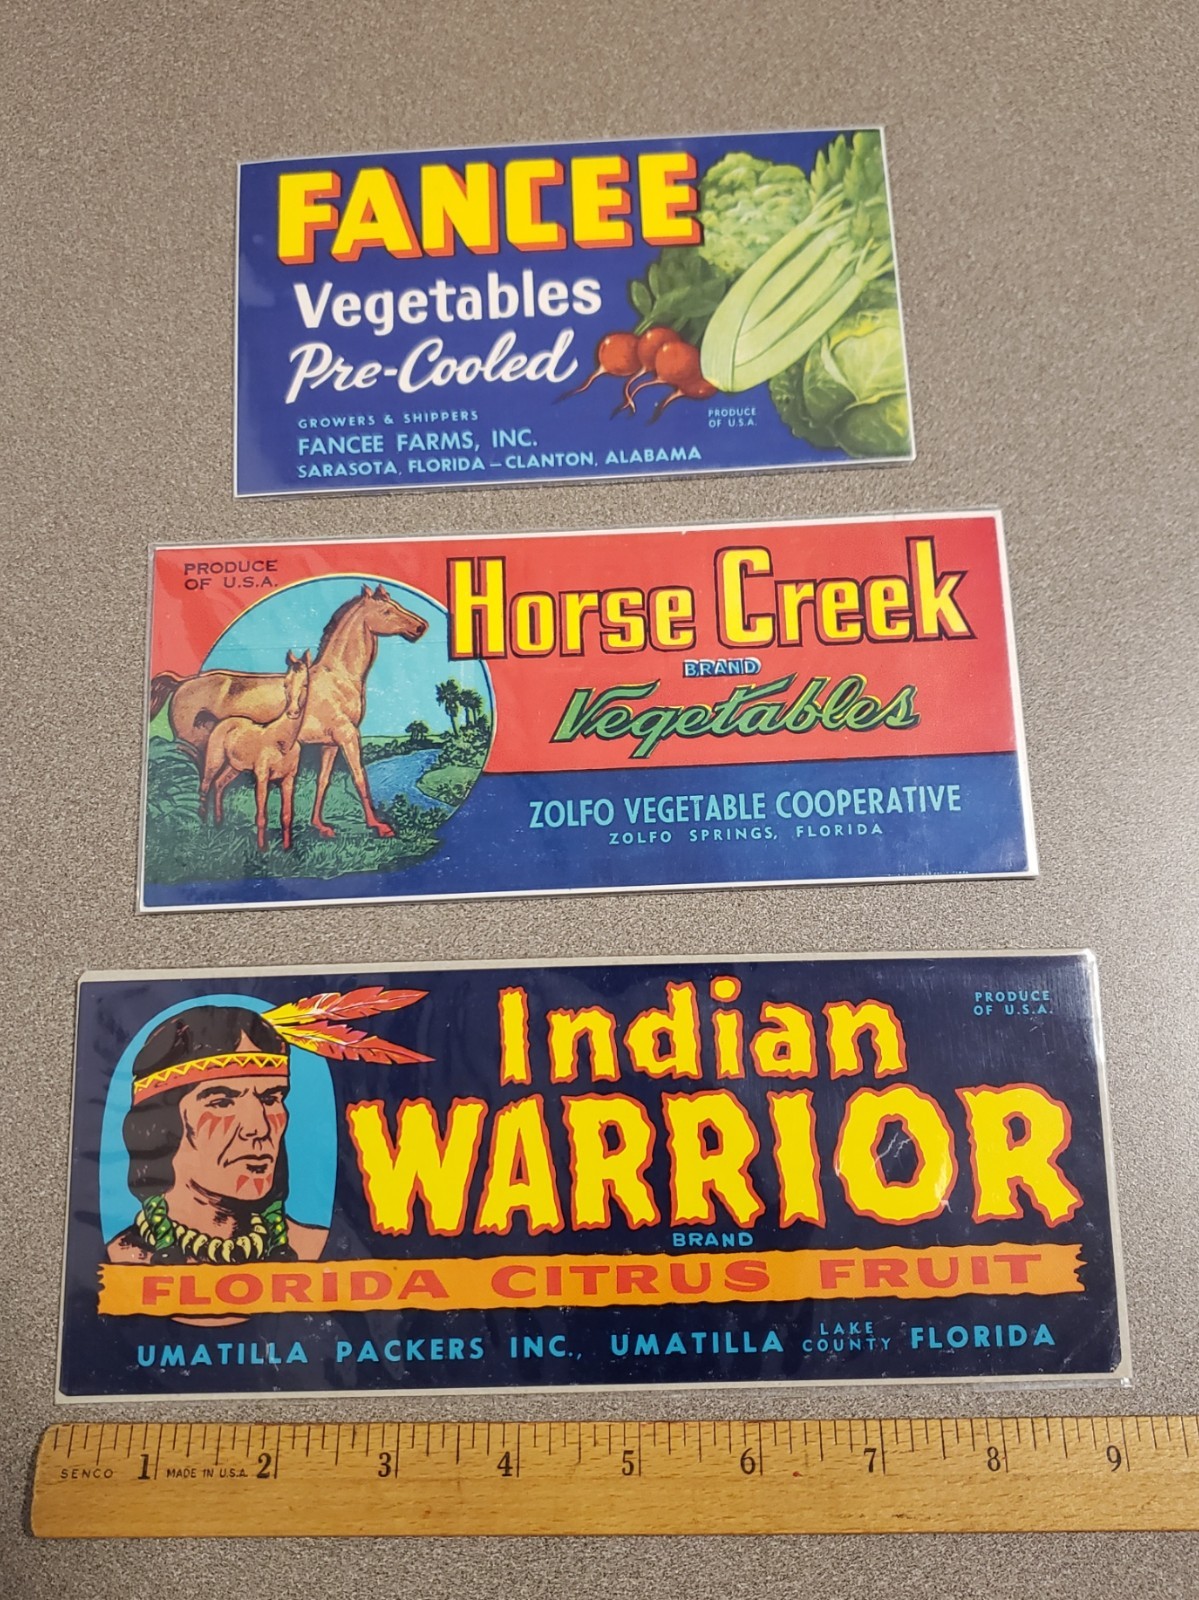 FANCEE
Vegetables
Pre-Cooled
GROWERS & SHIPPERS
FANCEE FARMS, INC.
SARASOTA, FLORIDA – CLANTON, ALABAMA
PRODUCE
OF U.S.A.
PRODUCE
OF U.S.A.
Horse Creek
BRAND
Vegetables
ZOLFO VEGETABLE COOPERATIVE
ZOLFO SPRINGS, FLORIDA
Indian
WARRIOR
BRAND
PRODUCE
OF U.S.A.
FLORIDA CITRUS FRUIT
UMATILLA PACKERS INC., UMATILLA LAKE COUNTY FLORIDA
1 2 3 4 5 6 7 8 9
SENCO MADE IN U.S.A.